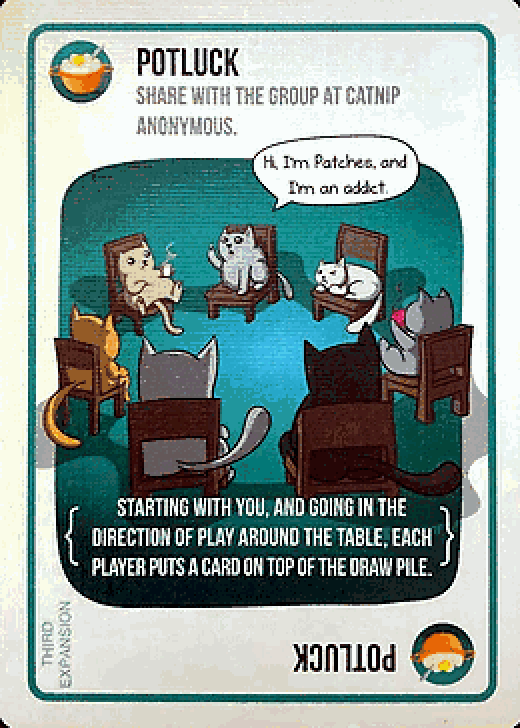 POTLUCK
SHARE WITH THE GROUP AT CATNIP
ANONYMOUS.
Hi, I'm Patches, and
I'm an addict.
STARTING WITH YOU, AND GOING IN THE
DIRECTION OF PLAY AROUND THE TABLE, EACH
PLAYER PUTS A CARD ON TOP OF THE DRAW PILE.
THIRD
EXPANSION
POTLUCK